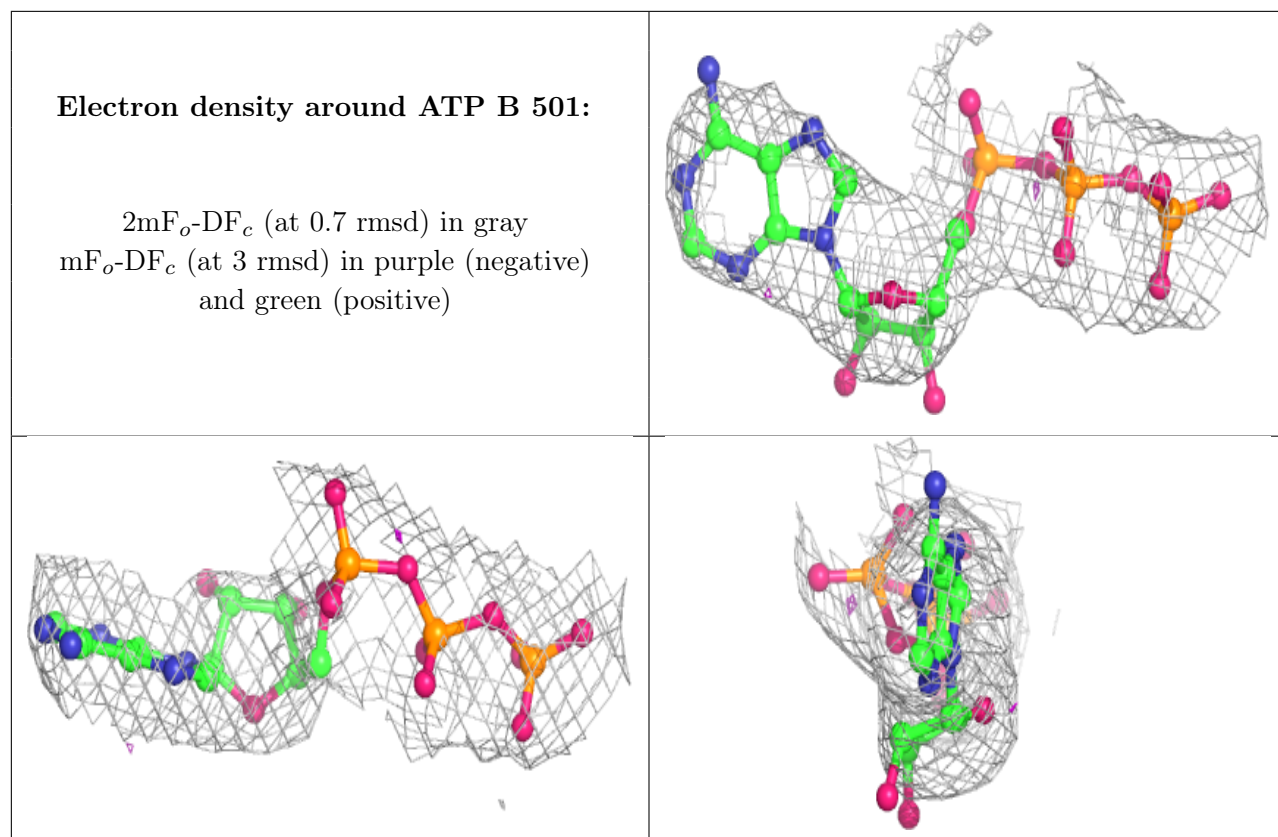 Electron density around ATP B 501:
2mFₒ-DF𝒸 (at 0.7 rmsd) in gray
mFₒ-DF𝒸 (at 3 rmsd) in purple (negative)
and green (positive)